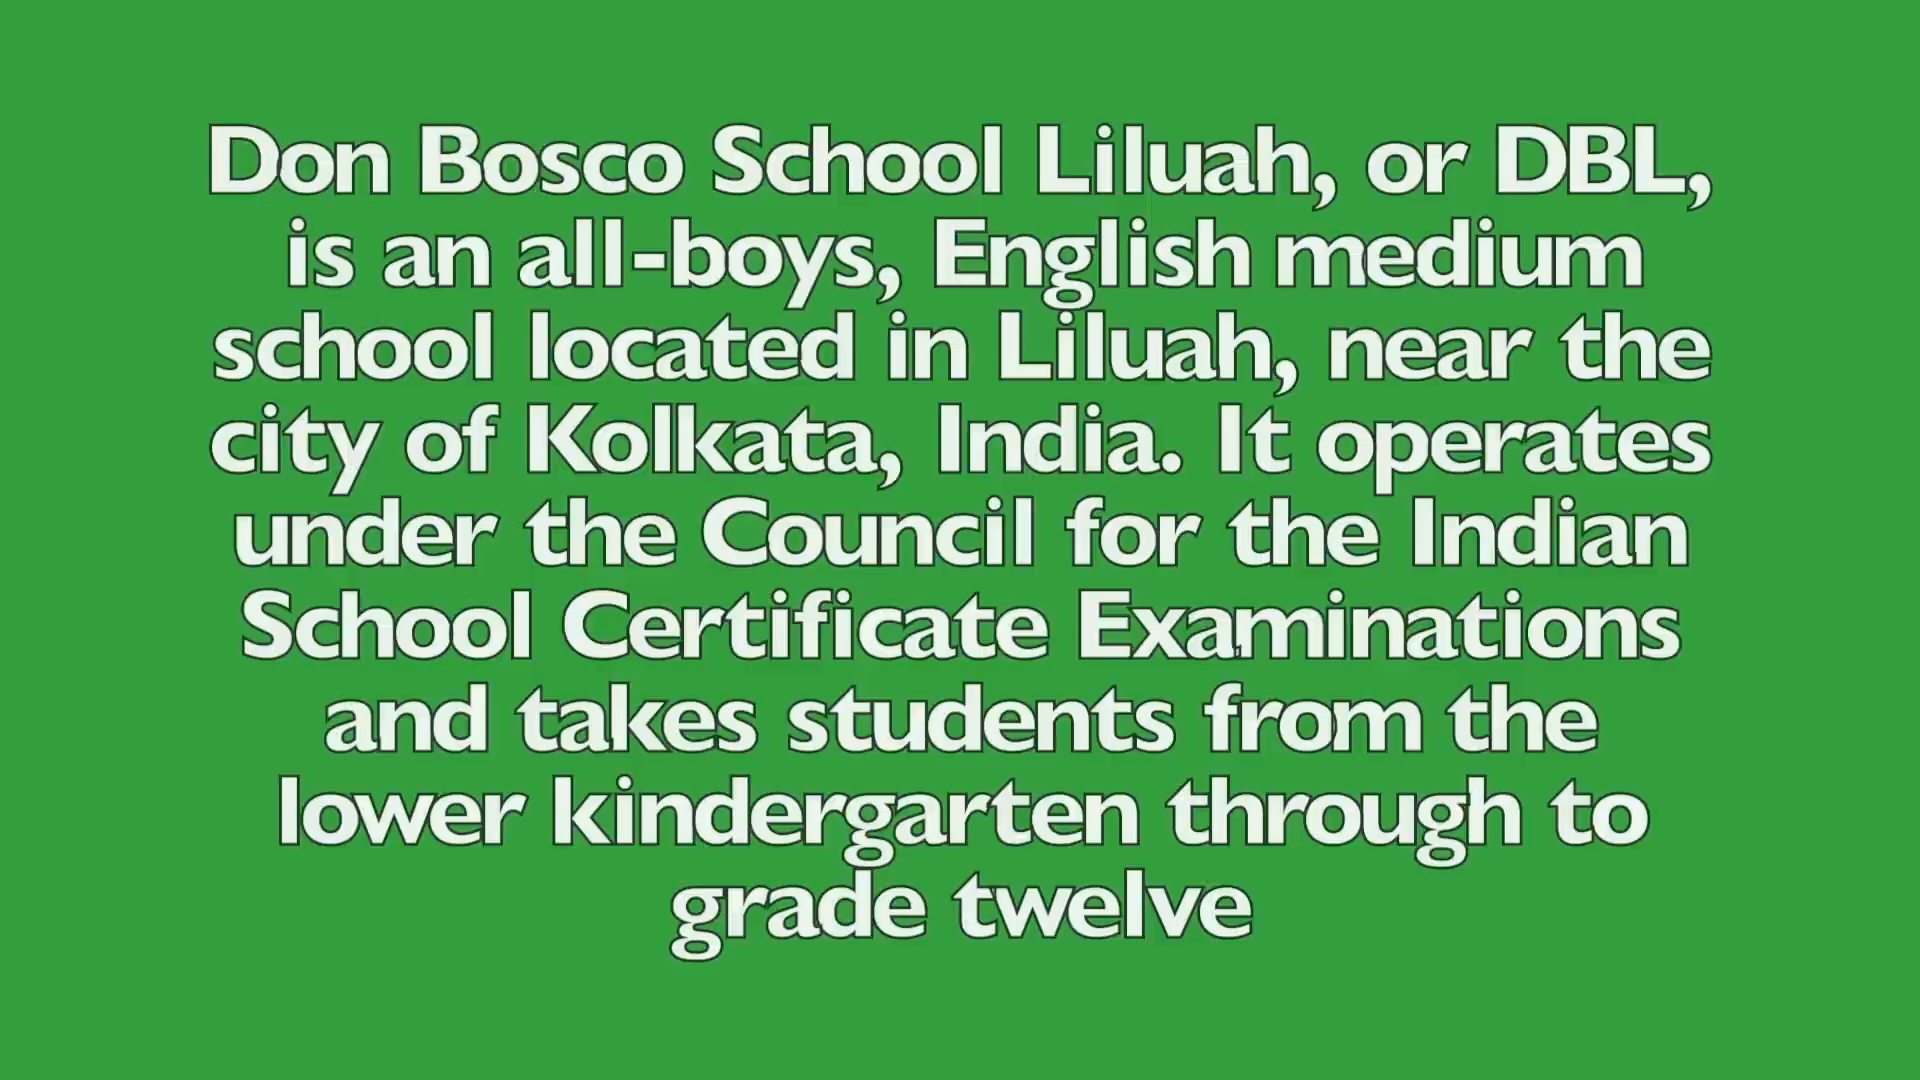 Don Bosco School Liluah, or DBL,
is an all-boys, English medium
school located in Liluah, near the
city of Kolkata, India. It operates
under the Council for the Indian
School Certificate Examinations
and takes students from the
lower kindergarten through to
grade twelve